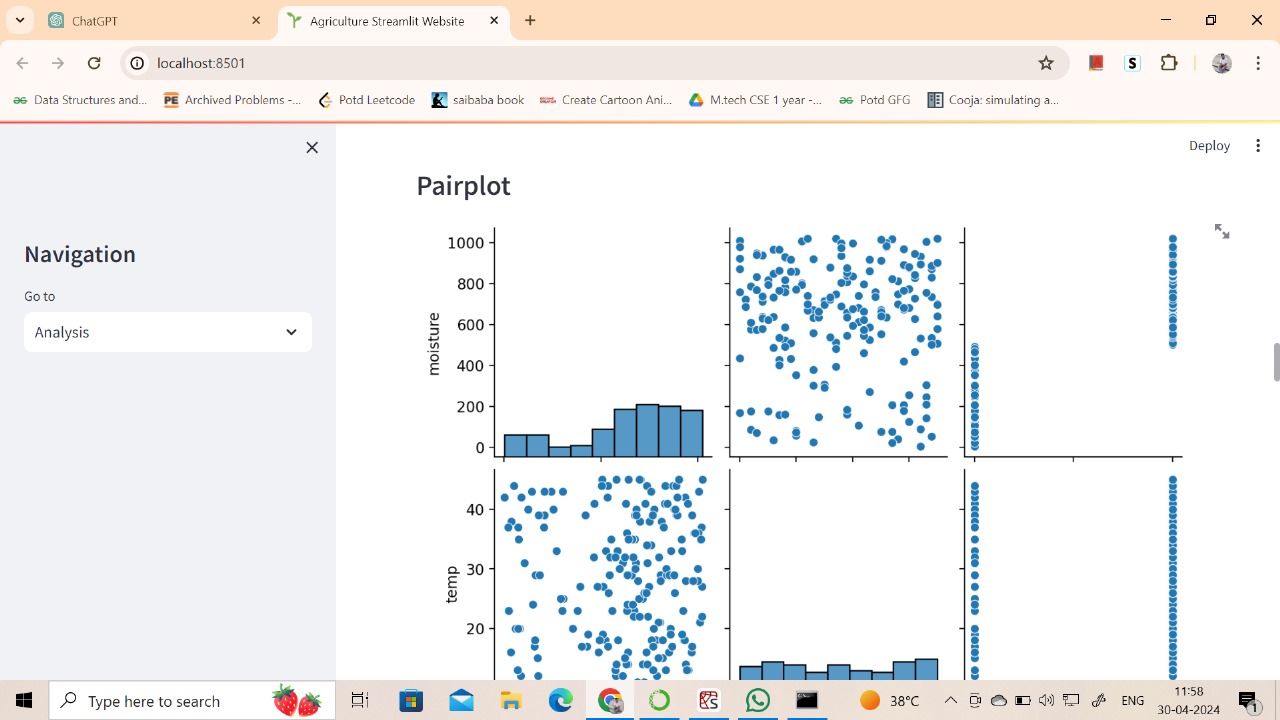 ChatGPT
Agriculture Streamlit Website
localhost:8501
S
Data Structures and...
PE Archived Problems -...
Potd Leetcode
saibaba book
Create Cartoon Ani...
M.tech CSE 1 year -...
Potd GFG
Cooja: simulating a...
Deploy
Navigation
Go to
Analysis
Pairplot
1000
800
600
400
200
0
moisture
40
30
20
temp
Type here to search
38°C
ENG
11:58
30-04-2024
1